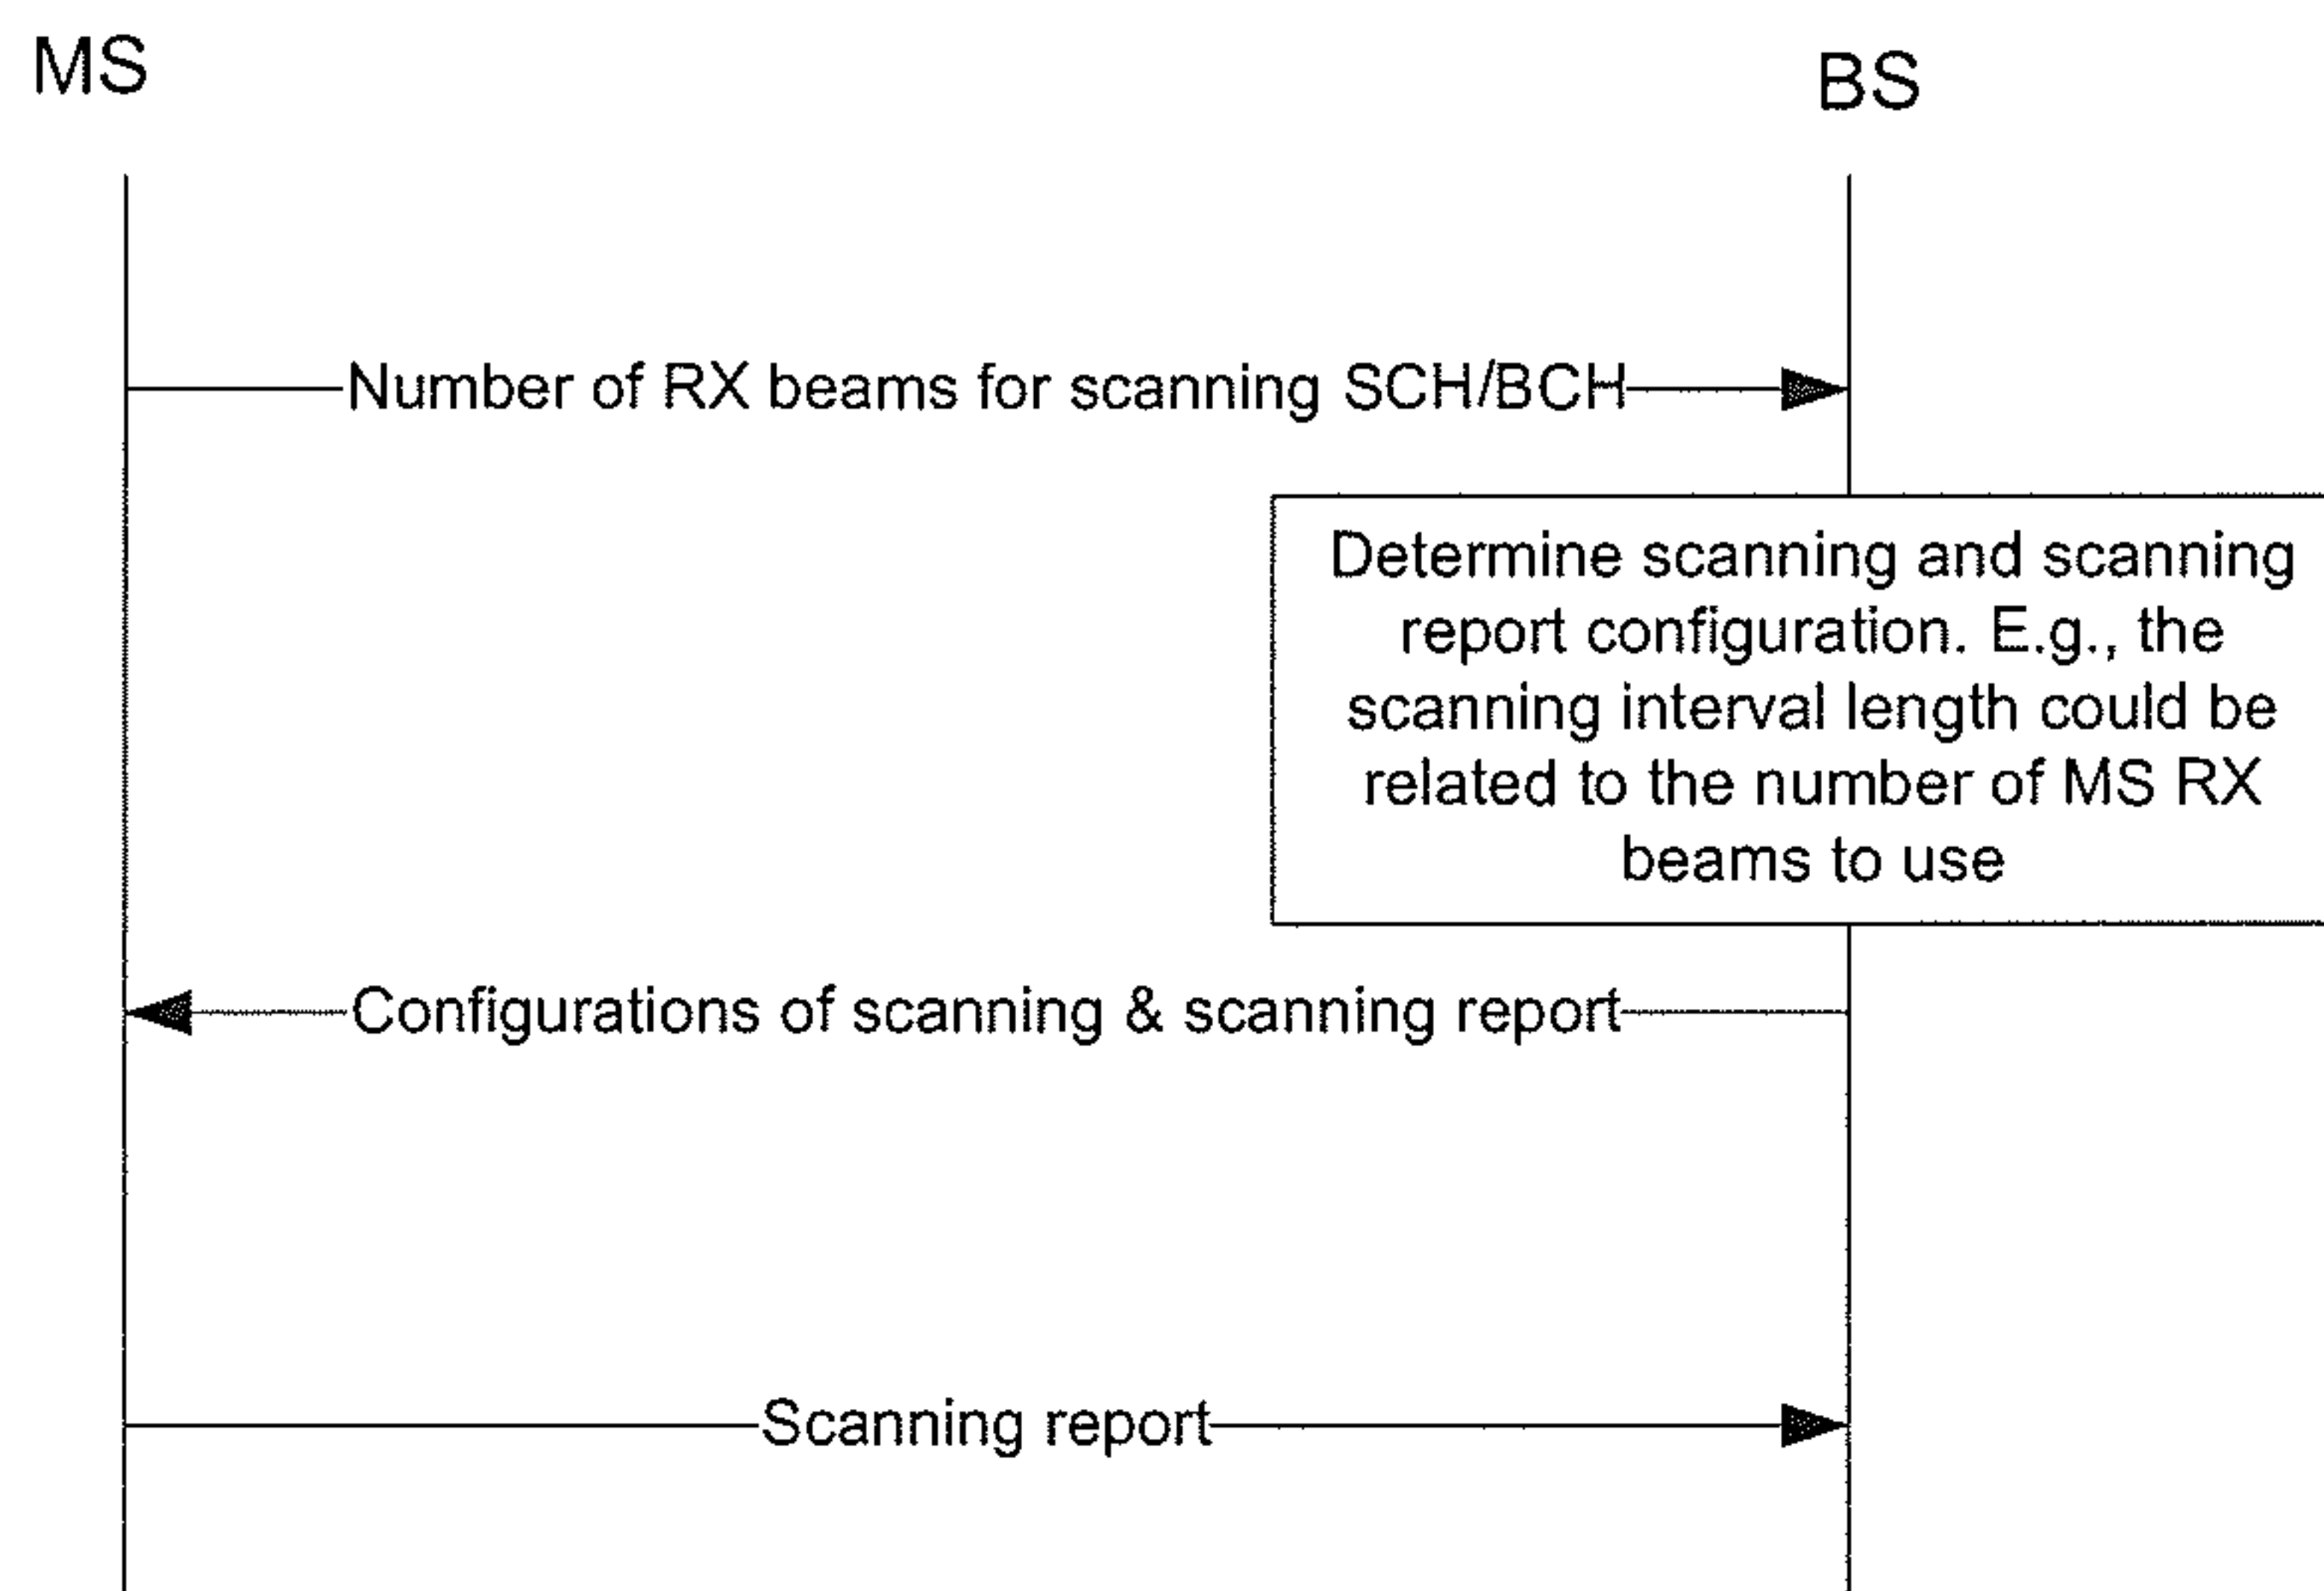 MS
BS
Number of RX beams for scanning SCH/BCH
Determine scanning and scanning
report configuration. E.g., the
scanning interval length could be
related to the number of MS RX
beams to use
Configurations of scanning & scanning report
Scanning report